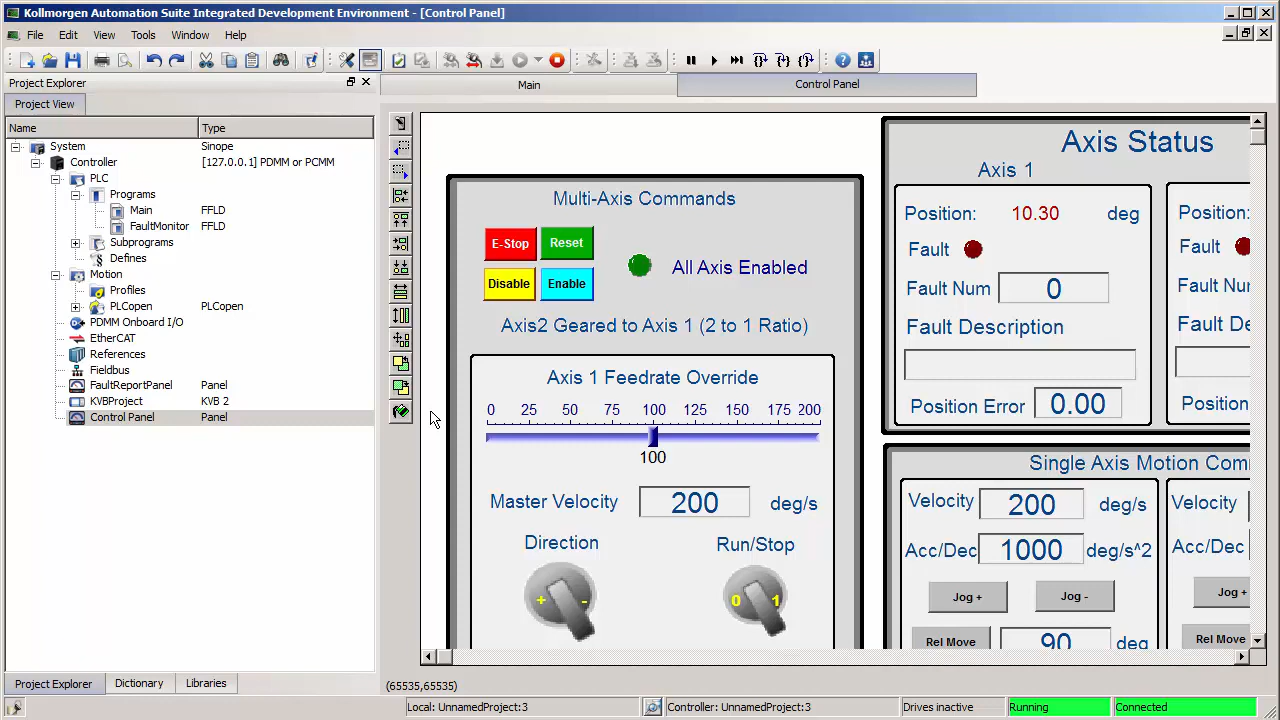 Kollmorgen Automation Suite Integrated Development Environment - [Control Panel]
File Edit View Tools Window Help
Project Explorer
Project View
Main
Control Panel
Name Type
System Sinope
Controller [127.0.0.1] PDMM or PCMM
PLC
Programs
Main FFLD
FaultMonitor FFLD
Subprograms
Defines
Motion
Profiles
PLCopen PLCopen
PDMM Onboard I/O
EtherCAT
References
Fieldbus
FaultReportPanel Panel
KVBProject KVB 2
Control Panel Panel
Multi-Axis Commands
E-Stop Reset
Disable Enable
All Axis Enabled
Axis2 Geared to Axis 1 (2 to 1 Ratio)
Axis 1 Feedrate Override
0 25 50 75 100 125 150 175 200
100
Master Velocity 200 deg/s
Direction Run/Stop
+ - 0 1
Axis Status
Axis 1
Position: 10.30 deg Position:
Fault Fault
Fault Num 0 Fault Nur
Fault Description Fault De
Position Error 0.00 Positio
Single Axis Motion Com
Velocity 200 deg/s Velocity
Acc/Dec 1000 deg/s^2 Acc/Dec
Jog + Jog - Jog +
Rel Move 90 deg Rel Move
Project Explorer Dictionary Libraries
(65535,65535)
Local: UnnamedProject:3 Controller: UnnamedProject:3 Drives inactive Running Connected